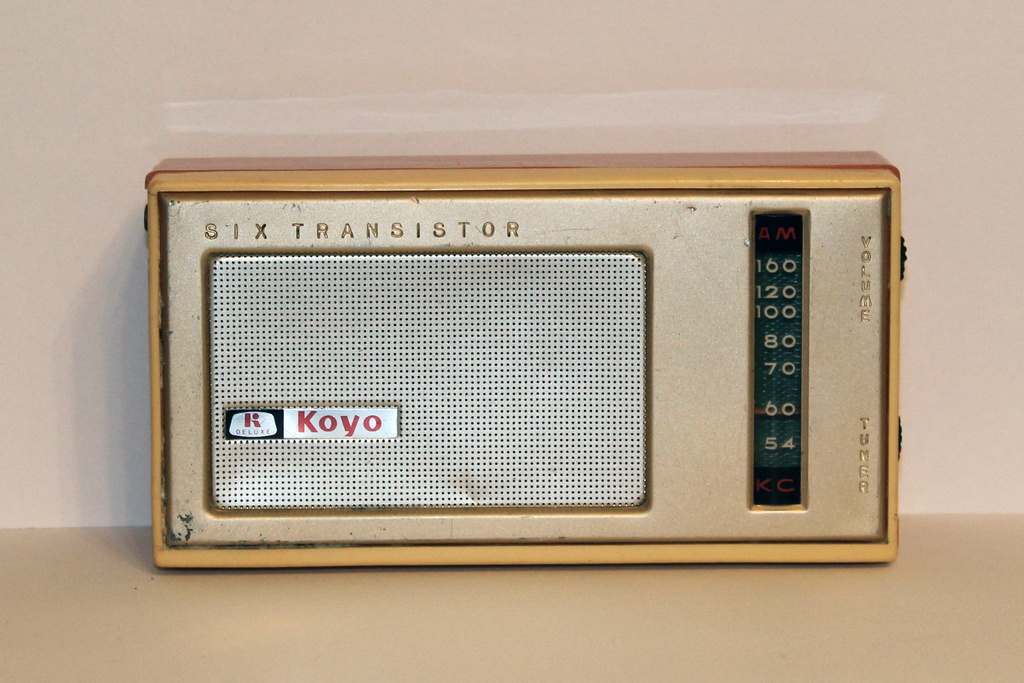 SIX TRANSISTOR
AM
160
120
100
80
70
60
54
KC
VOLUME
TUNER
R
DELUXE
Koyo